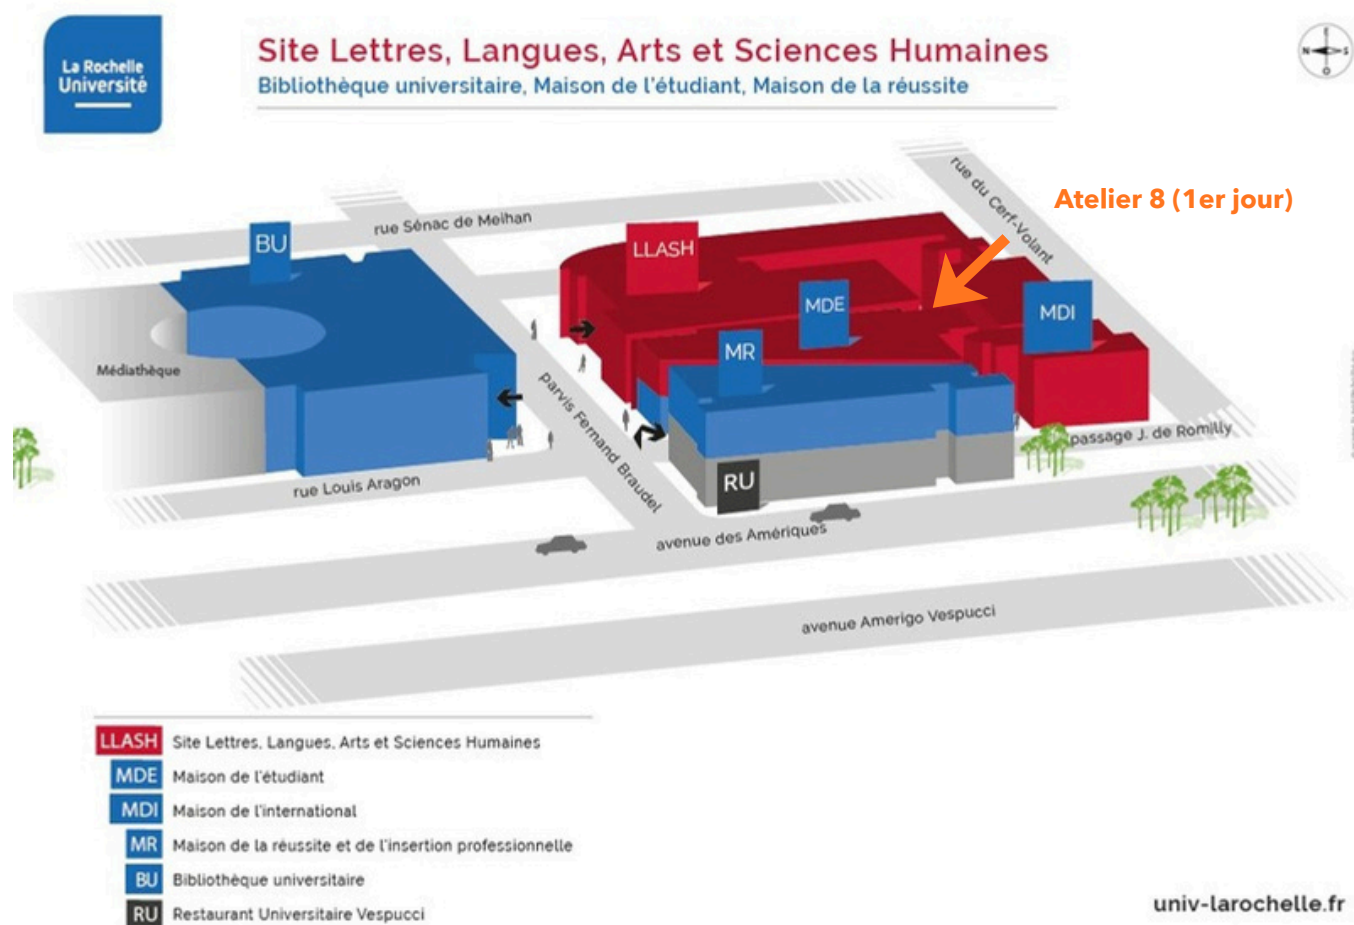 La Rochelle
Université
Site Lettres, Langues, Arts et Sciences Humaines
Bibliothèque universitaire, Maison de l'étudiant, Maison de la réussite
E
N
S
O
rue du Cerf-Volant
Atelier 8 (1er jour)
rue Sénac de Meihan
BU
LLASH
MDE
MDI
MR
Médiathèque
parvis Fernand Braudel
passage J. de Romilly
RU
rue Louis Aragon
avenue des Amériques
avenue Amerigo Vespucci
LLASH Site Lettres, Langues, Arts et Sciences Humaines
MDE Maison de l'étudiant
MDI Maison de l'international
MR Maison de la réussite et de l'insertion professionnelle
BU Bibliothèque universitaire
RU Restaurant Universitaire Vespucci
univ-larochelle.fr